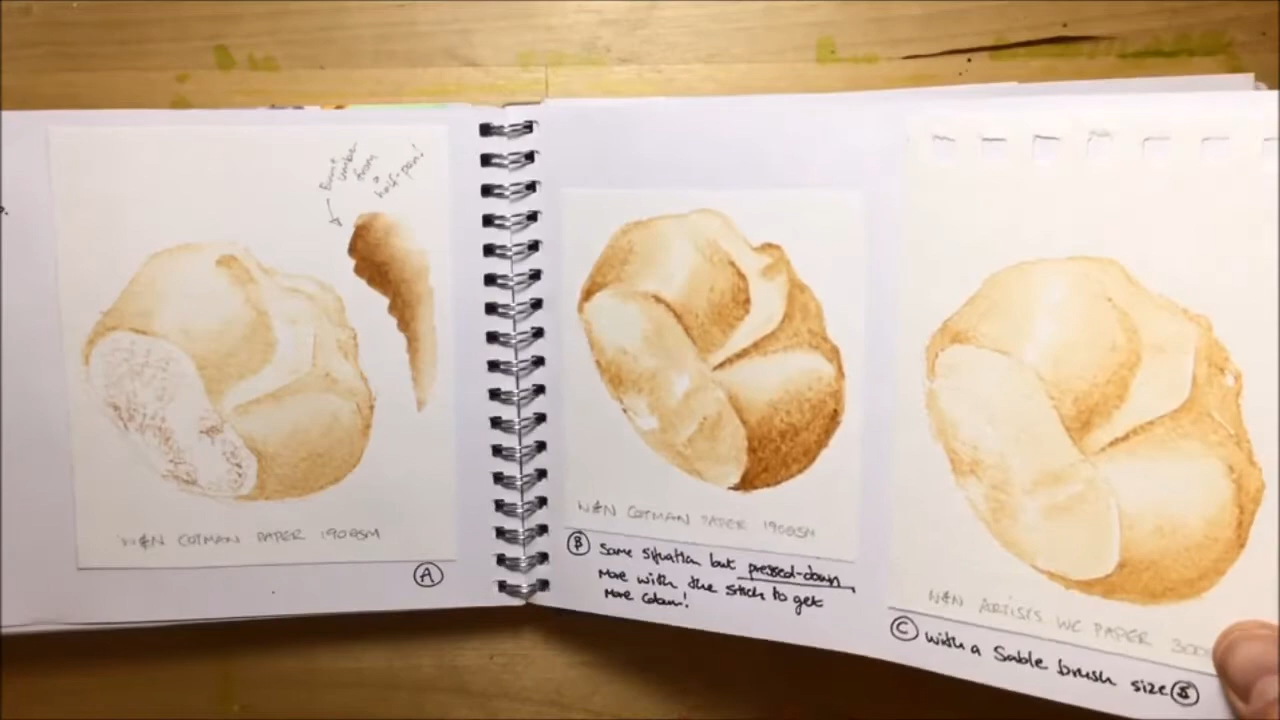 Burnt
umber
from
a
half-pan!
W&N COTMAN PAPER 190GSM
A
W&N COTMAN PAPER 190GSM
B Same situation but pressed-down
More with the stick to get
More Colour!
W&N ARTISTS WC PAPER 300
C with a Sable brush size